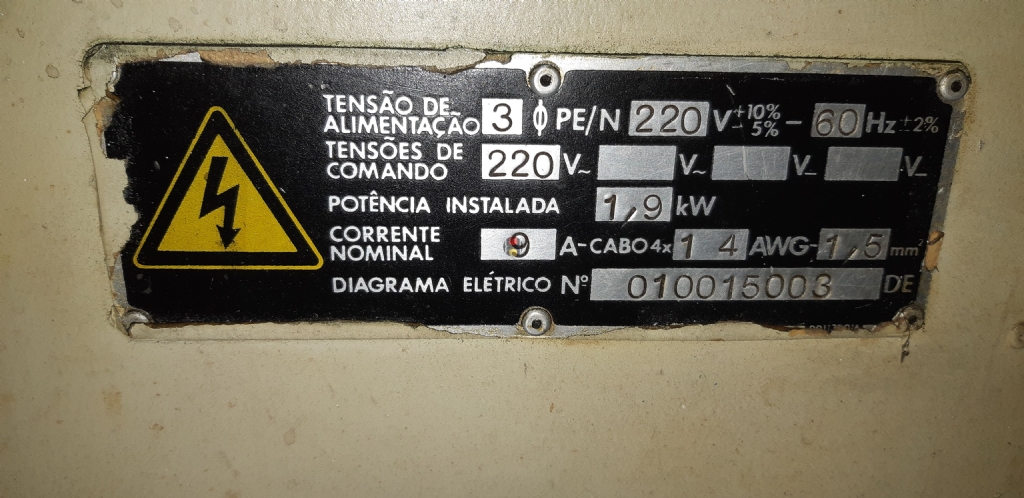 TENSÃO DE ALIMENTAÇÃO 3 ϕ PE/N 220 V +10% - 5% - 60 Hz ±2%
TENSÕES DE COMANDO 220 V~ V~ V_ V_
POTÊNCIA INSTALADA 1,9 kW
CORRENTE NOMINAL 9 A-CABO 4x 14 AWG-1,5 mm²
DIAGRAMA ELÉTRICO Nº 010015003 DE